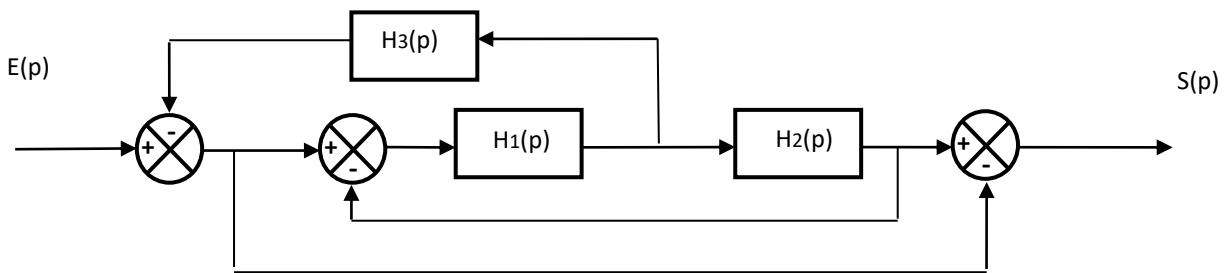 H3(p)
E(p)
S(p)
-
+
+
-
H1(p)
H2(p)
+
-